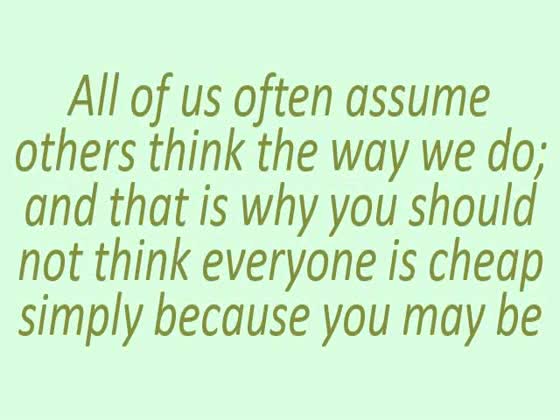 All of us often assume
others think the way we do;
and that is why you should
not think everyone is cheap
simply because you may be